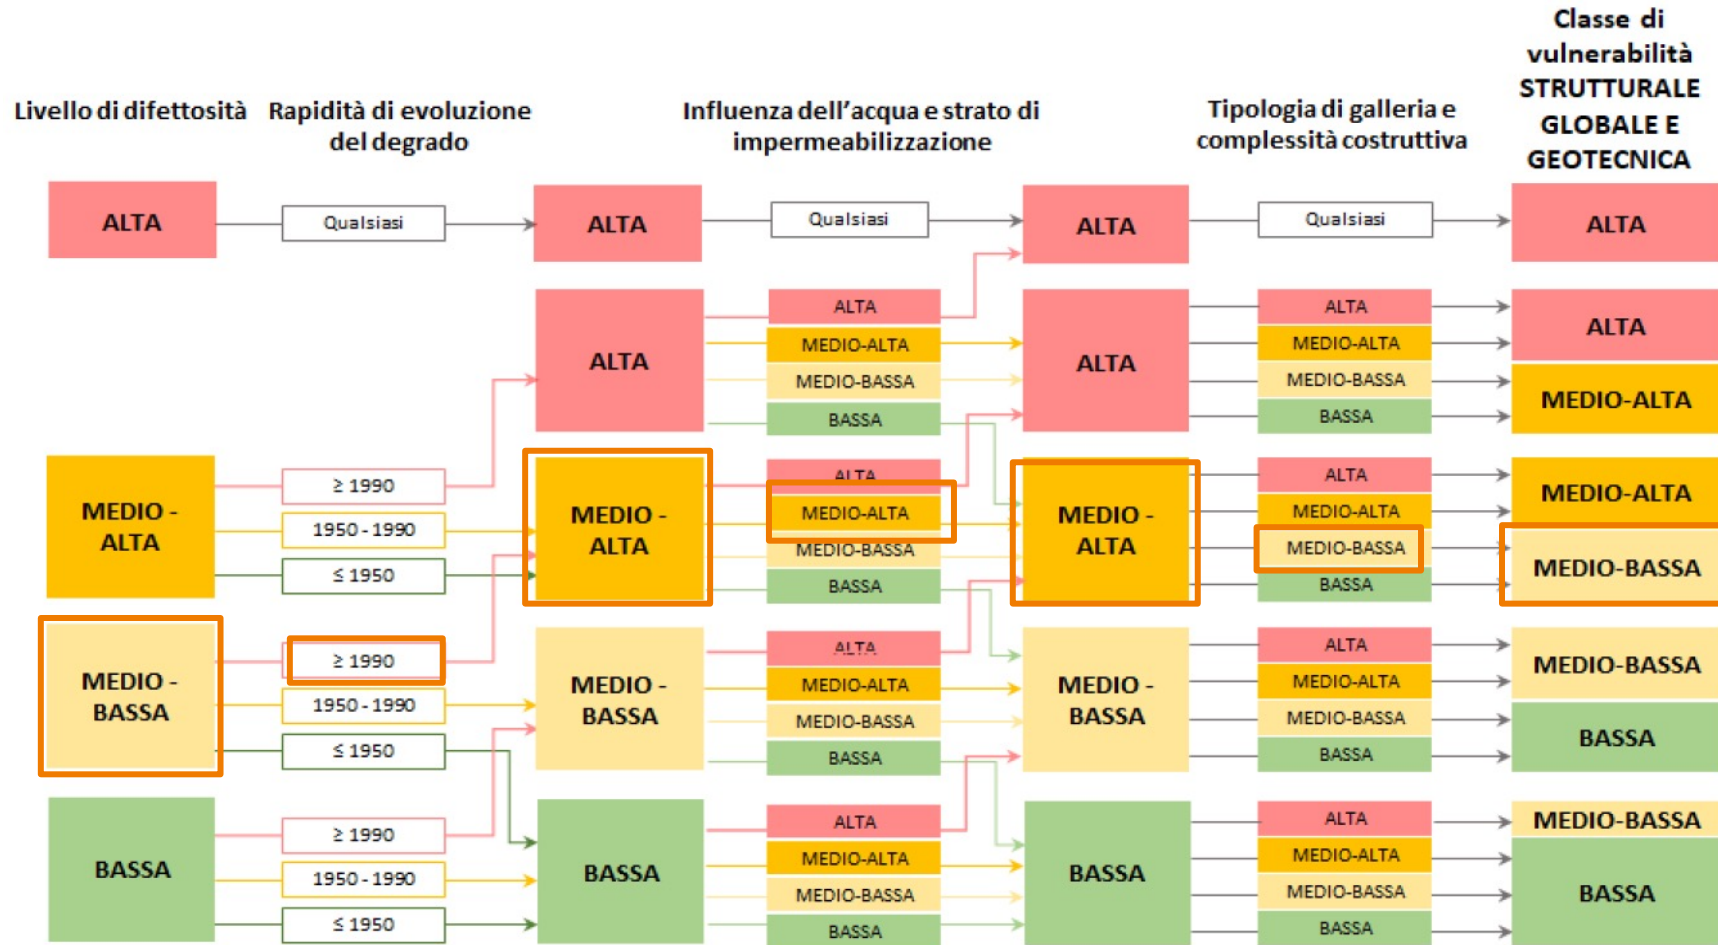 Classe di
vulnerabilità
STRUTTURALE
GLOBALE E
GEOTECNICA
Livello di difettosità
Rapidità di evoluzione
del degrado
Influenza dell'acqua e strato di
impermeabilizzazione
Tipologia di galleria e
complessità costruttiva
ALTA
Qualsiasi
ALTA
Qualsiasi
ALTA
Qualsiasi
ALTA
ALTA
ALTA
MEDIO-ALTA
MEDIO-BASSA
BASSA
ALTA
ALTA
MEDIO-ALTA
MEDIO-BASSA
BASSA
ALTA
MEDIO-ALTA
MEDIO -
ALTA
≥ 1990
1950 - 1990
≤ 1950
MEDIO -
ALTA
ALTA
MEDIO-ALTA
MEDIO-BASSA
BASSA
MEDIO -
ALTA
ALTA
MEDIO-ALTA
MEDIO-BASSA
BASSA
MEDIO-ALTA
MEDIO-BASSA
MEDIO -
BASSA
≥ 1990
1950 - 1990
≤ 1950
MEDIO -
BASSA
ALTA
MEDIO-ALTA
MEDIO-BASSA
BASSA
MEDIO -
BASSA
ALTA
MEDIO-ALTA
MEDIO-BASSA
BASSA
MEDIO-BASSA
BASSA
BASSA
≥ 1990
1950 - 1990
≤ 1950
BASSA
ALTA
MEDIO-ALTA
MEDIO-BASSA
BASSA
BASSA
ALTA
MEDIO-ALTA
MEDIO-BASSA
BASSA
MEDIO-BASSA
BASSA